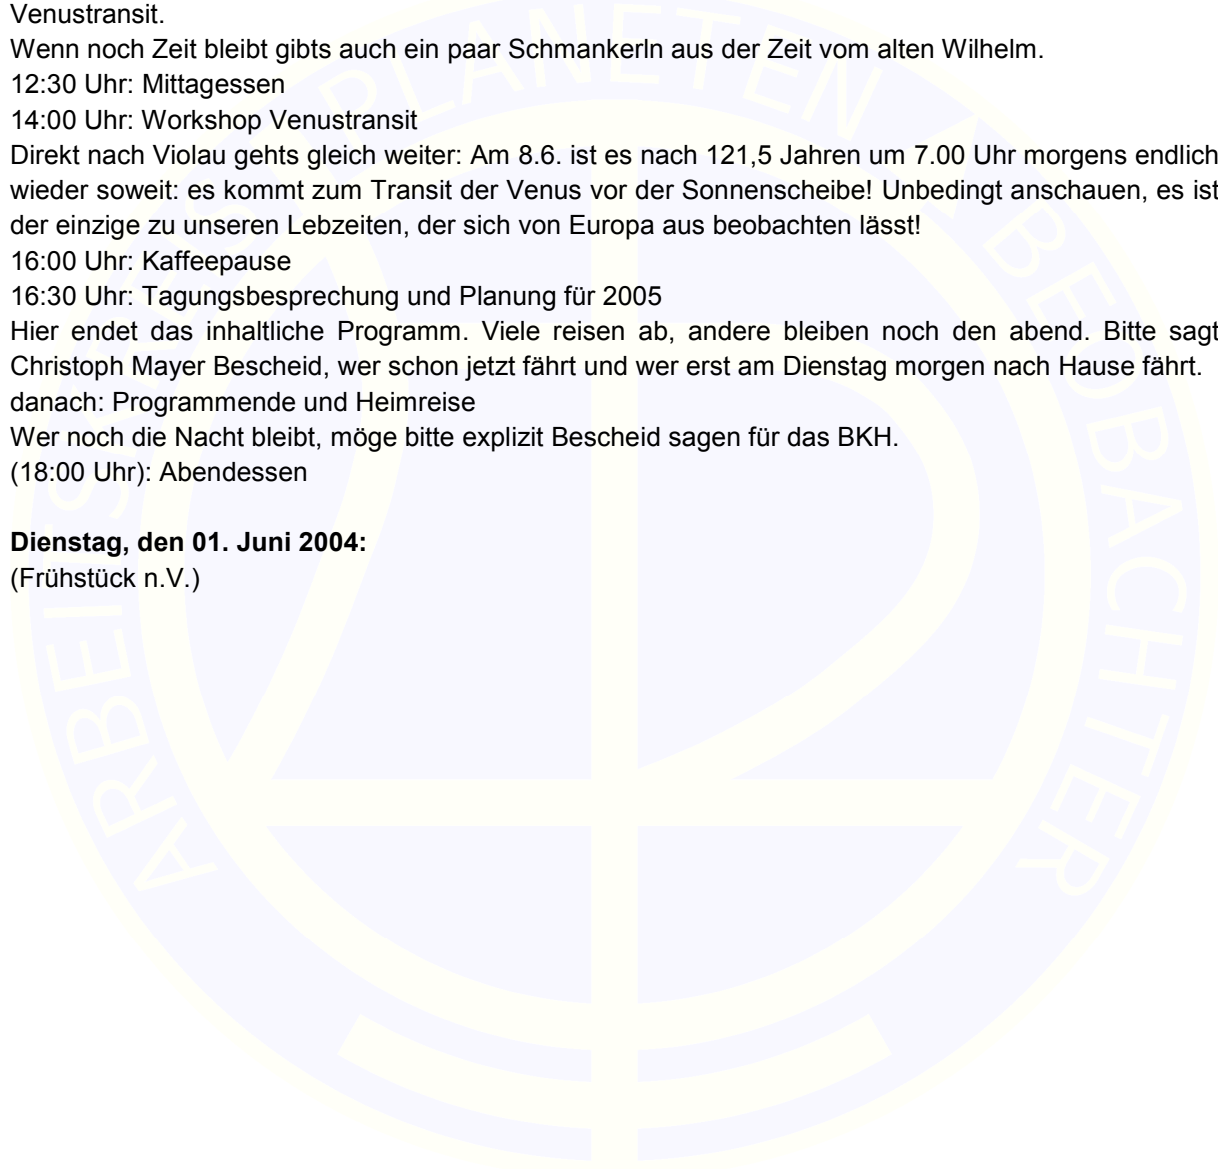 Venustransit.
Wenn noch Zeit bleibt gibts auch ein paar Schmankerln aus der Zeit vom alten Wilhelm.
12:30 Uhr: Mittagessen
14:00 Uhr: Workshop Venustransit
Direkt nach Violau gehts gleich weiter: Am 8.6. ist es nach 121,5 Jahren um 7.00 Uhr morgens endlich
wieder soweit: es kommt zum Transit der Venus vor der Sonnenscheibe! Unbedingt anschauen, es ist
der einzige zu unseren Lebzeiten, der sich von Europa aus beobachten lässt!
16:00 Uhr: Kaffeepause
16:30 Uhr: Tagungsbesprechung und Planung für 2005
Hier endet das inhaltliche Programm. Viele reisen ab, andere bleiben noch den abend. Bitte sagt
Christoph Mayer Bescheid, wer schon jetzt fährt und wer erst am Dienstag morgen nach Hause fährt.
danach: Programmende und Heimreise
Wer noch die Nacht bleibt, möge bitte explizit Bescheid sagen für das BKH.
(18:00 Uhr): Abendessen
Dienstag, den 01. Juni 2004:
(Frühstück n.V.)
ARBEITSKREIS PLANETENBEOBACHTER